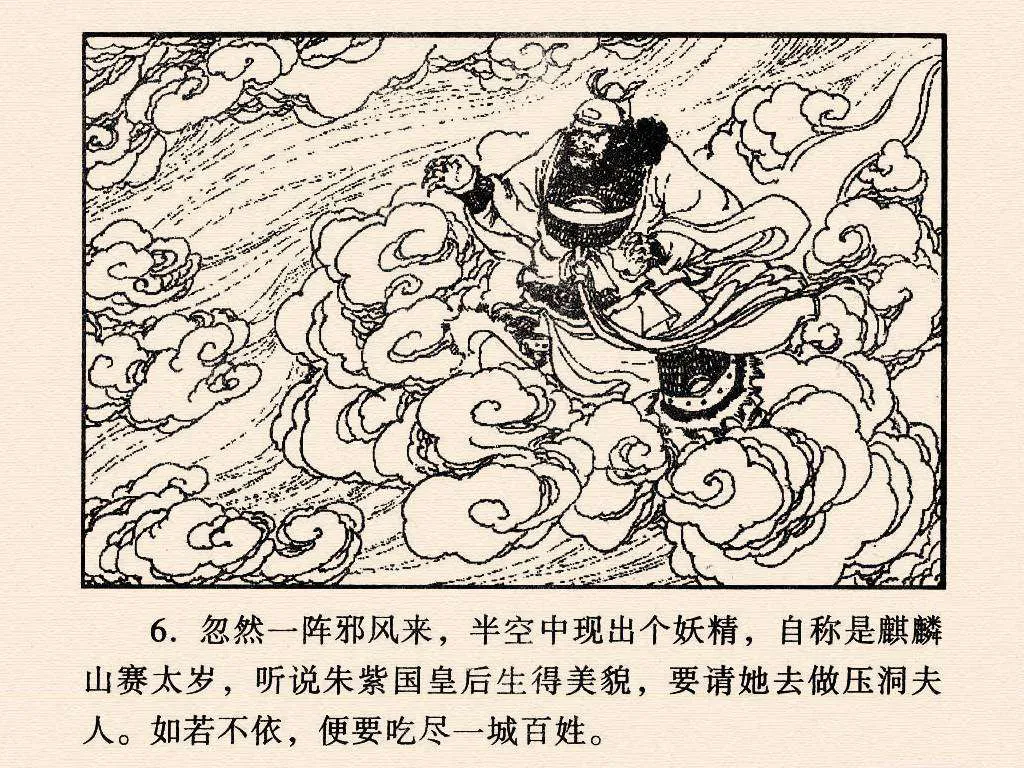 6. 忽然一阵邪风来，半空中现出个妖精，自称是麒麟
山赛太岁，听说朱紫国皇后生得美貌，要请她去做压洞夫
人。如若不依，便要吃尽一城百姓。